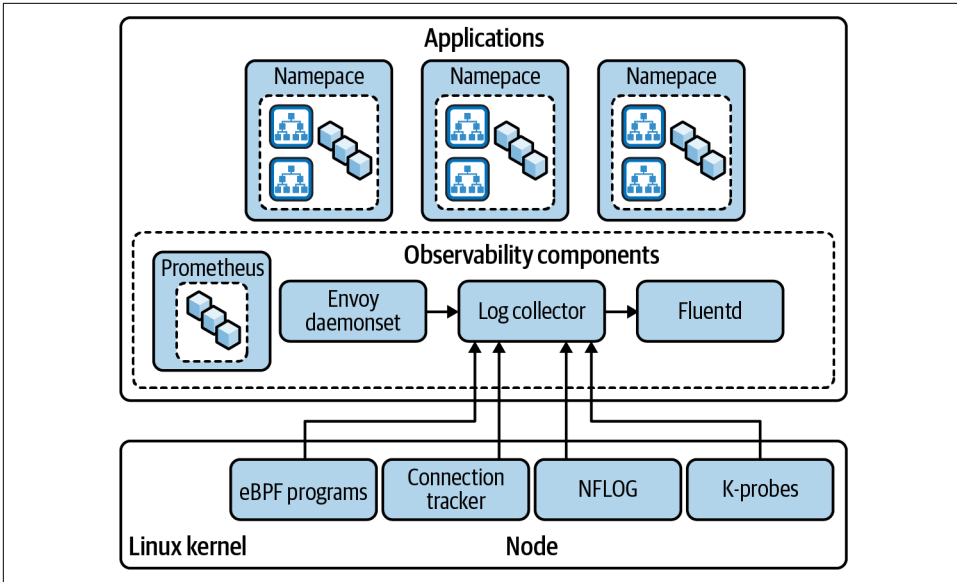 Applications
Namepace
Namepace
Namepace
Observability components
Prometheus
Envoy
daemonset
Log collector
Fluentd
eBPF programs
Connection
tracker
NFLOG
K-probes
Linux kernel
Node